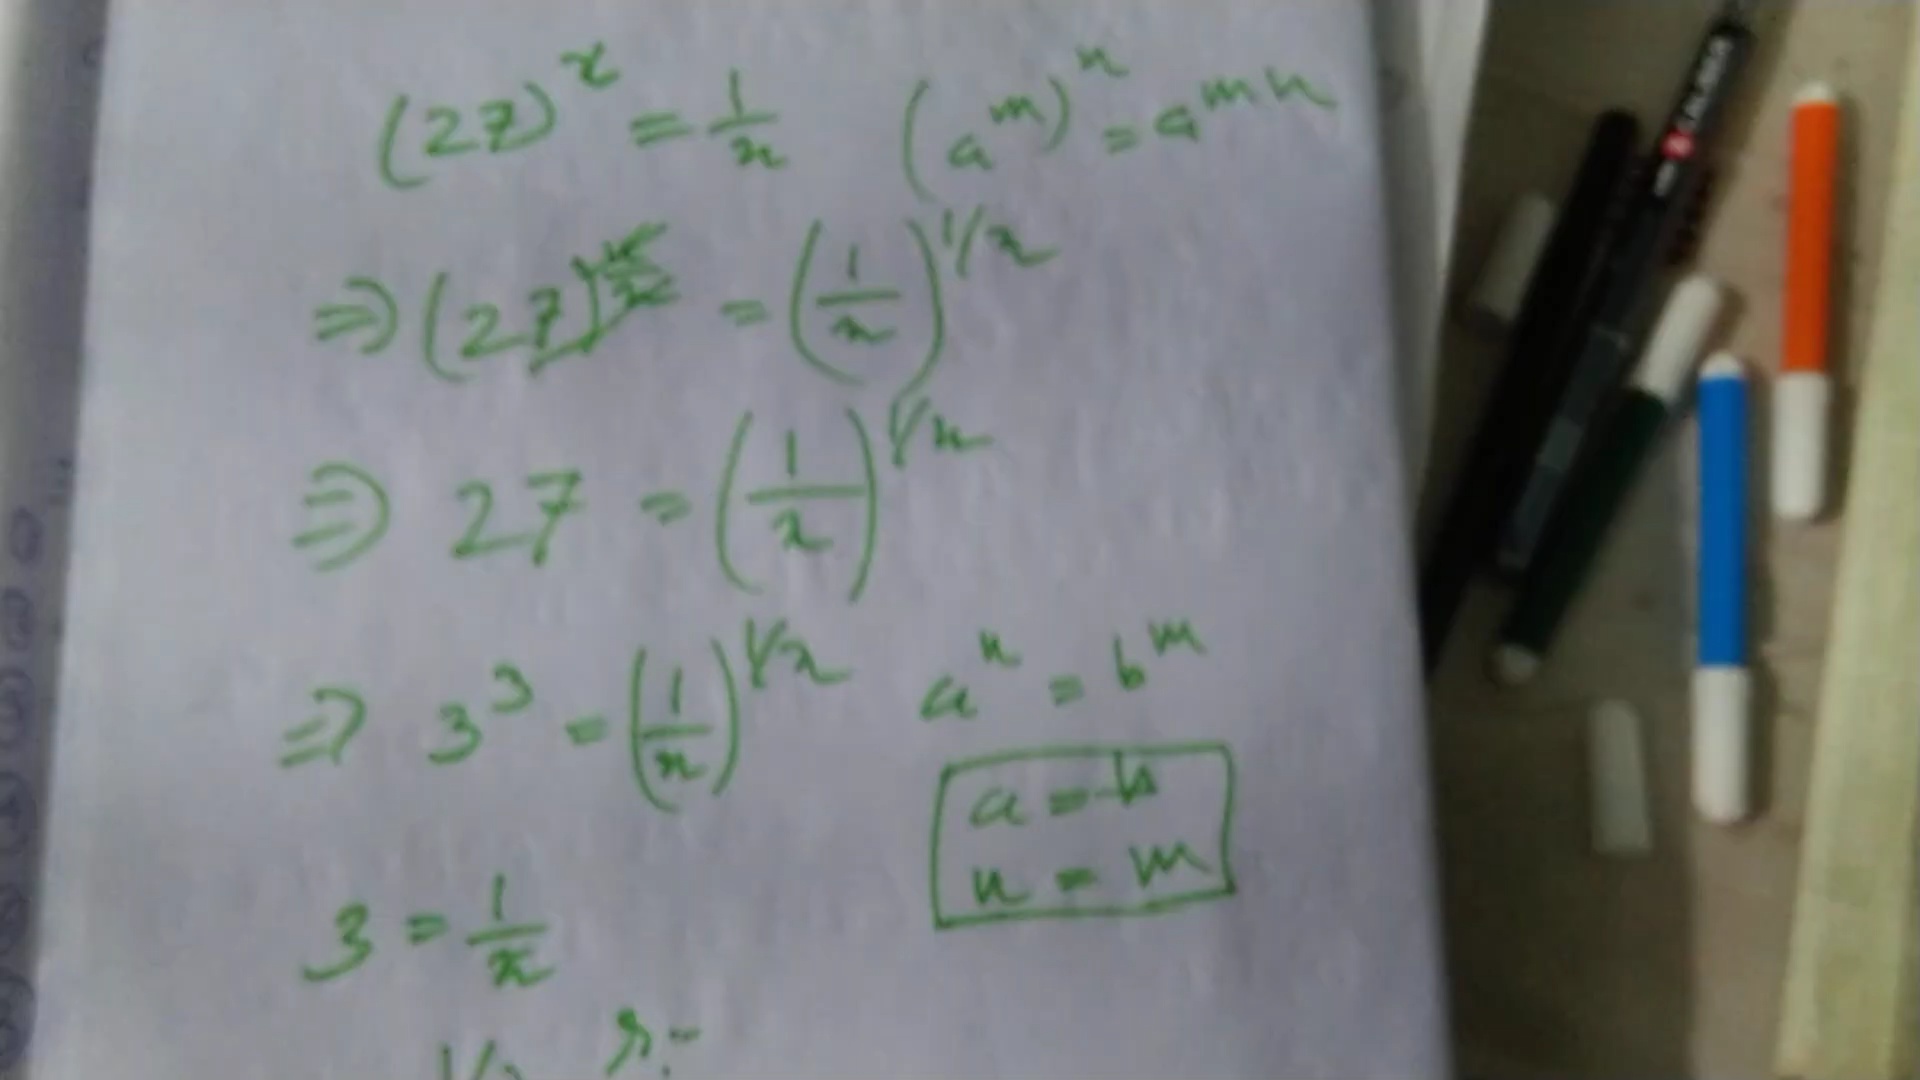 (27)^x = 1/x (a^m)^n = a^mn
⇒ (27) = (1/x)^1/x
⇒ 27 = (1/x)^1/x
⇒ 3^3 = (1/x)^1/x a^n = b^m
a = b
n = m
3 = 1/x